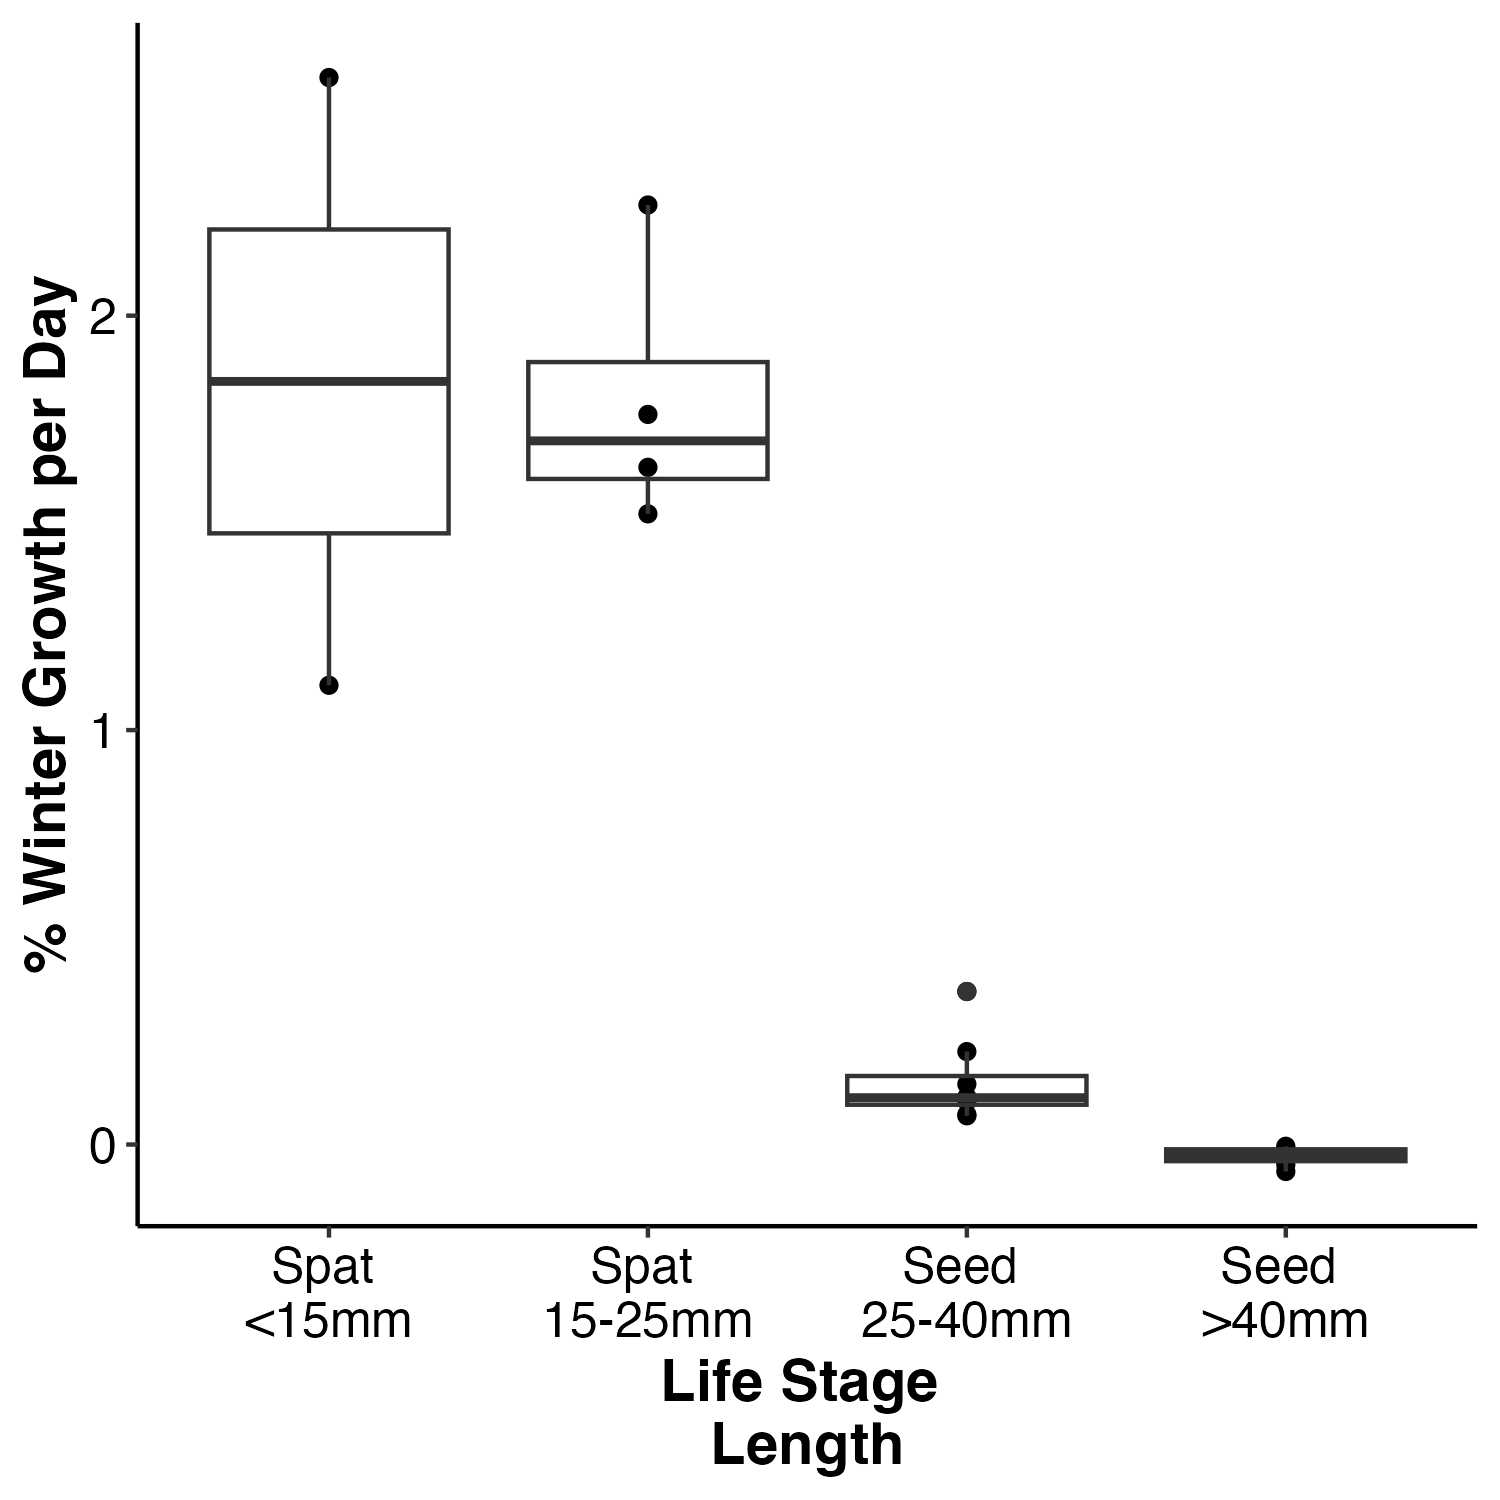 % Winter Growth per Day
2
1
0
Spat
<15mm
Spat
15-25mm
Seed
25-40mm
Seed
>40mm
Life Stage
Length